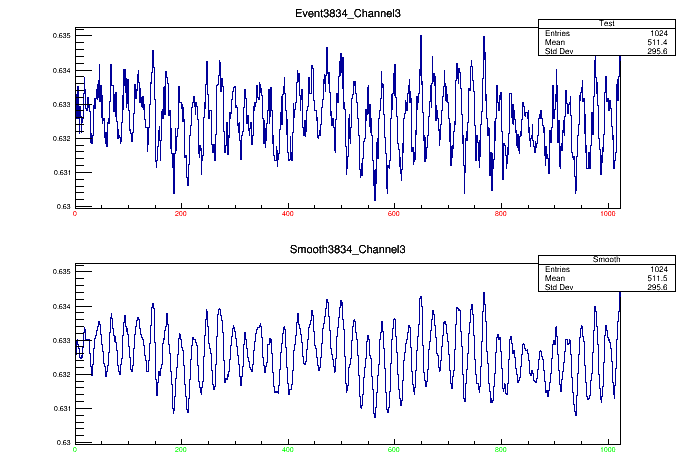 Event3834_Channel3
Test
Entries 1024
Mean 511.4
Std Dev 295.6
0.635
0.634
0.633
0.632
0.631
0.63
0 200 400 600 800 1000
Smooth3834_Channel3
Smooth
Entries 1024
Mean 511.5
Std Dev 295.6
0.635
0.634
0.633
0.632
0.631
0.63
0 200 400 600 800 1000